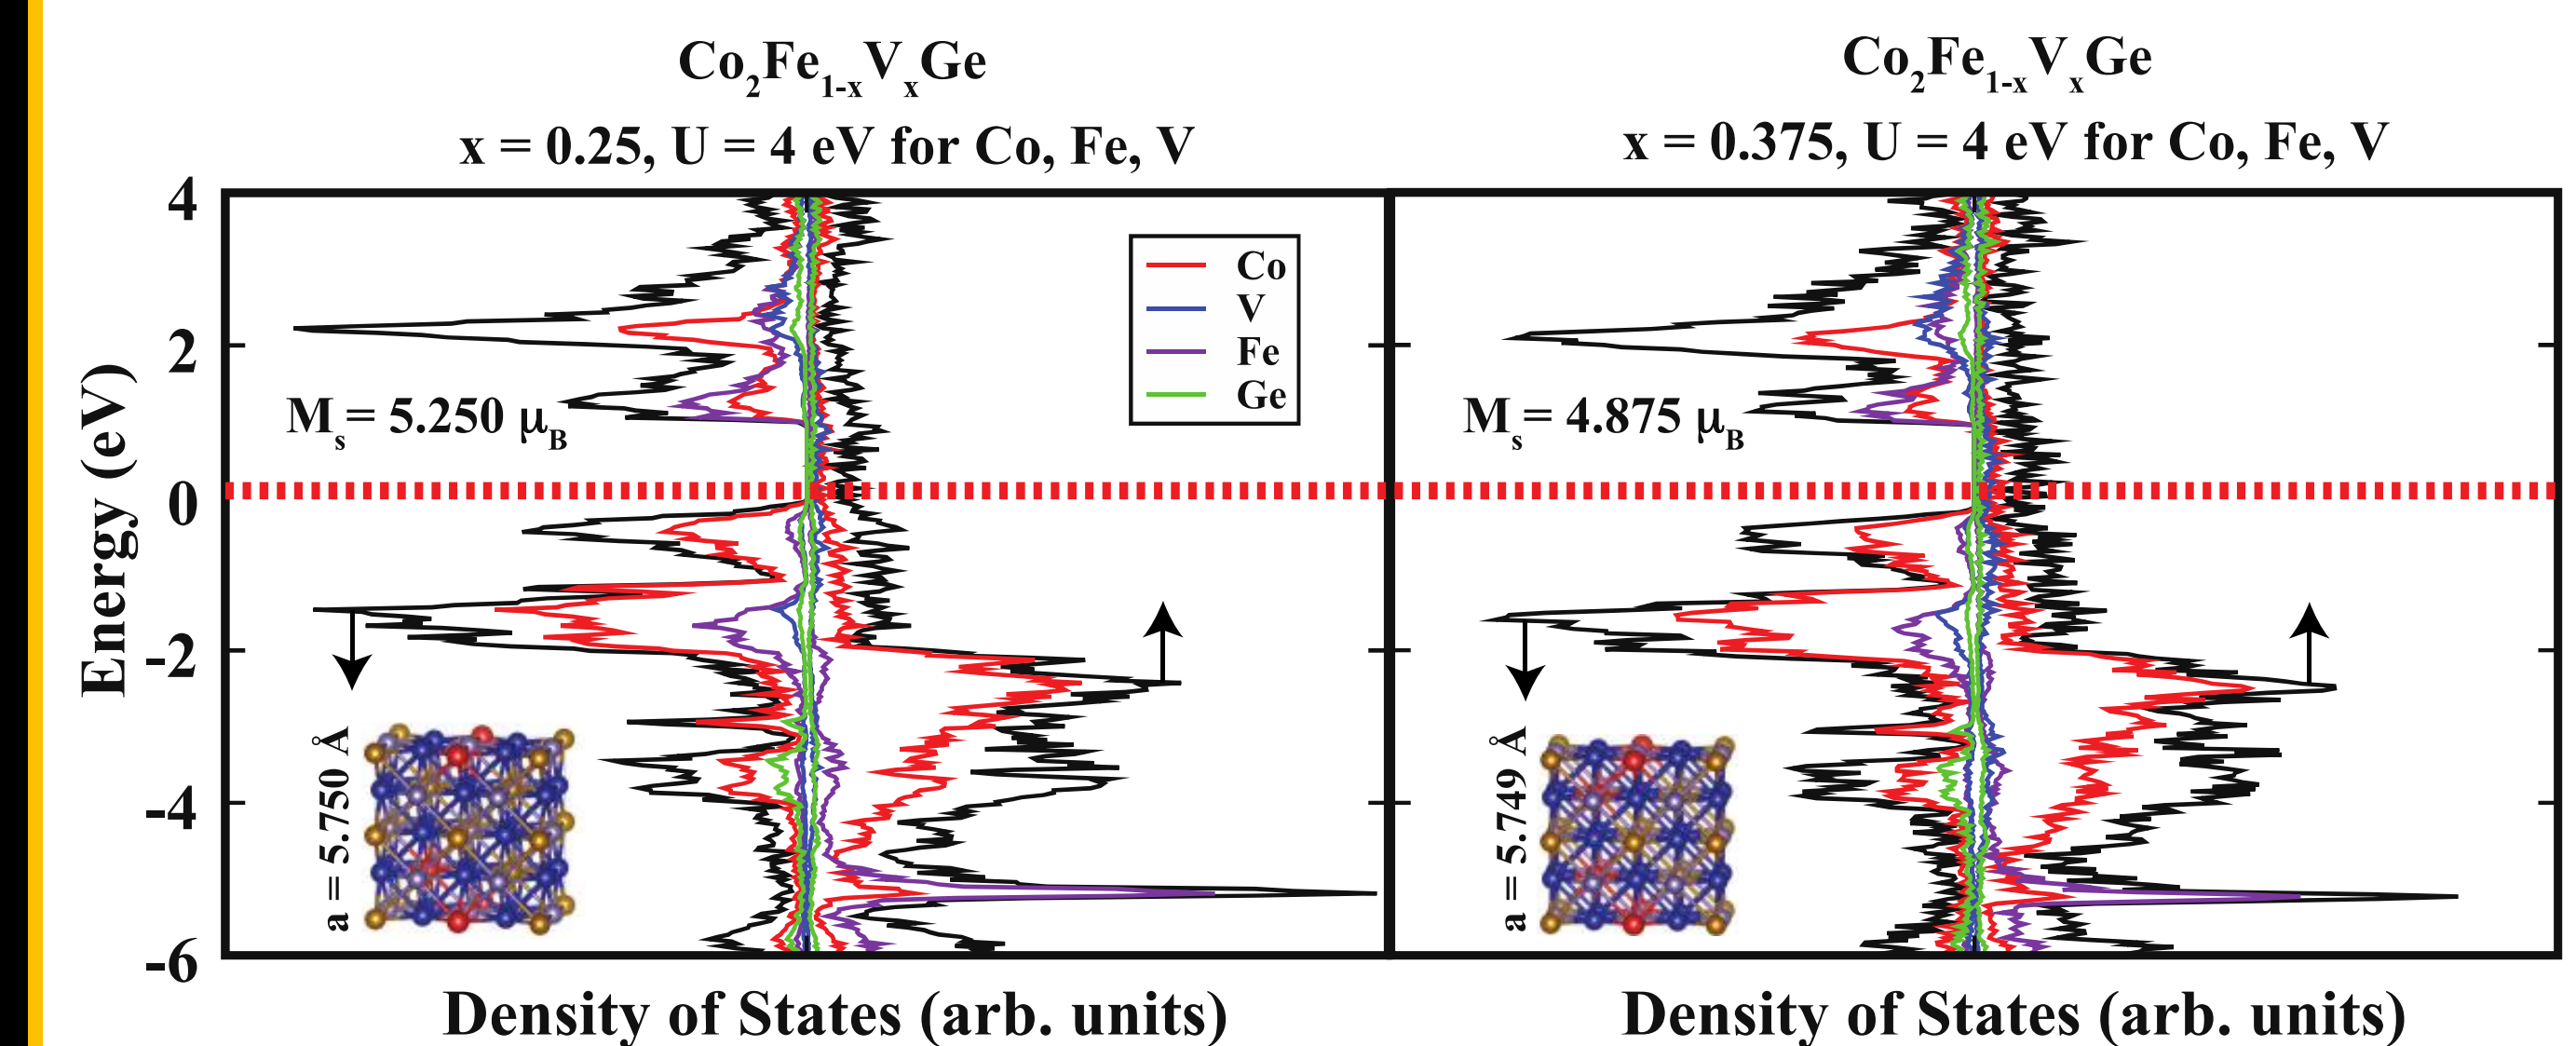 Co2Fe1-xVxGe
x = 0.25, U = 4 eV for Co, Fe, V
Co2Fe1-xVxGe
x = 0.375, U = 4 eV for Co, Fe, V
Energy (eV)
4
2
0
-2
-4
-6
Co
V
Fe
Ge
Ms= 5.250 μB
a = 5.750 Å
Ms= 4.875 μB
a = 5.749 Å
Density of States (arb. units)
Density of States (arb. units)